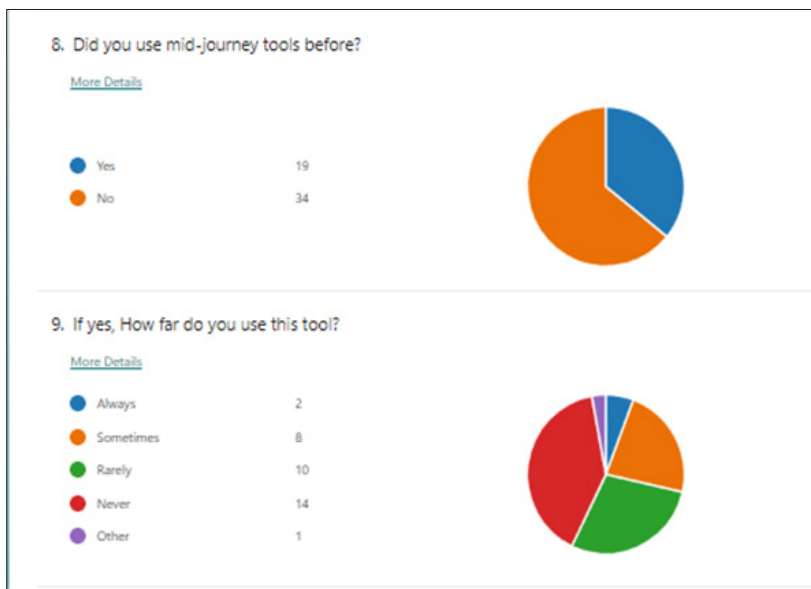 8. Did you use mid-journey tools before?
More Details
Yes 19
No 34
9. If yes, How far do you use this tool?
More Details
Always 2
Sometimes 8
Rarely 10
Never 14
Other 1